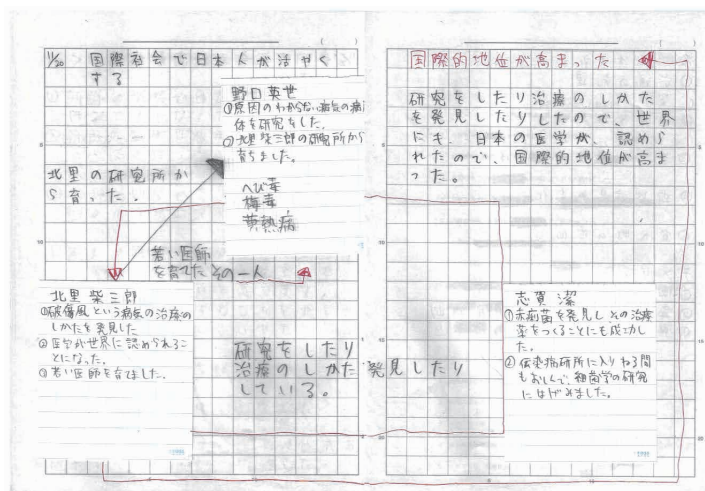 11/20 国際社会で日本人が活やく
する
野口英世
①原因のわからない病気の病
体を研究をした。
②北里柴三郎の研究所から
育ちました。
へび毒
梅毒
黄熱病
北里の研究所か
ら育った。
若い医師
を育てたその一人
北里柴三郎
①破傷風という病気の治療の
しかたを発見した
②医学が世界に認められるこ
とになった。
③若い医師を育てました。
研究をしたり
治療のしかた発見したり
している。
国際的地位が高まった
研究をしたり治療のしかた
を発見したりしたので、世界
にも、日本の医学が、認めら
れたので、国際的地位が高ま
った。
志賀潔
①赤痢菌を発見しその治療
薬をつくることにも成功し
た。
②伝染病研究所に入りねる間
もおしんで、細菌学の研究
にはげみました。